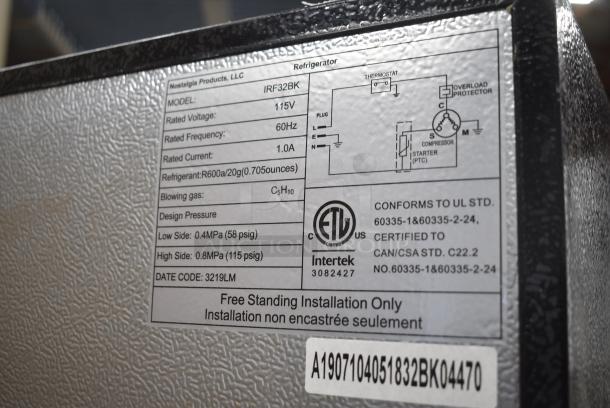 Nostalgia Products, LLC
Refrigerator
MODEL: IRF32BK
Rated Voltage: 115V
Rated Frequency: 60Hz
Rated Current: 1.0A
Refrigerant:R600a/20g(0.705ounces)
Blowing gas: C5H10
Design Pressure
Low Side: 0.4MPa (58 psig)
High Side: 0.8MPa (115 psig)
DATE CODE: 3219LM
THERMOSTAT
OVERLOAD
PROTECTOR
PLUG
L
E
N
C
S
M
COMPRESSOR
STARTER
(PTC)
ETL
LISTED
C US
Intertek
3082427
CONFORMS TO UL STD.
60335-1&60335-2-24,
CERTIFIED TO
CAN/CSA STD. C22.2
NO.60335-1&60335-2-24
Free Standing Installation Only
Installation non encastrée seulement
A1907104051832BK04470